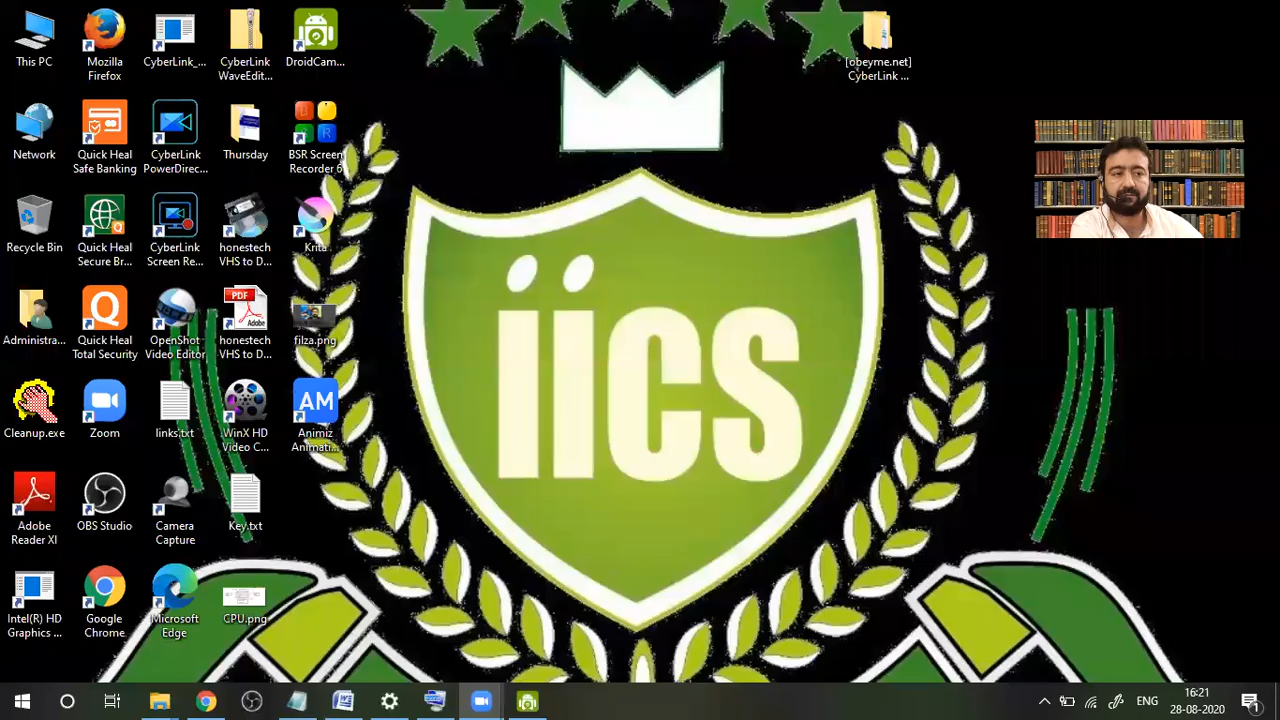 This PC
Mozilla
Firefox
CyberLink_...
CyberLink
WaveEdit...
DroidCam...
[obeyme.net]
CyberLink ...
Network
Quick Heal
Safe Banking
CyberLink
PowerDirec...
Thursday
BSR Screen
Recorder 6
Recycle Bin
Quick Heal
Secure Br...
CyberLink
Screen Re...
honestech
VHS to D...
Krita
Administra...
Quick Heal
Total Security
OpenShot
Video Editor
PDF
Adobe
honestech
VHS to D...
filza.png
Cleanup.exe
Zoom
links.txt
WinX HD
Video C...
AM
Animiz
Animati...
Adobe
Reader XI
OBS Studio
Camera
Capture
Key.txt
Intel(R) HD
Graphics ...
Google
Chrome
Microsoft
Edge
CPU.png
iics
ENG
16:21
28-08-2020
1